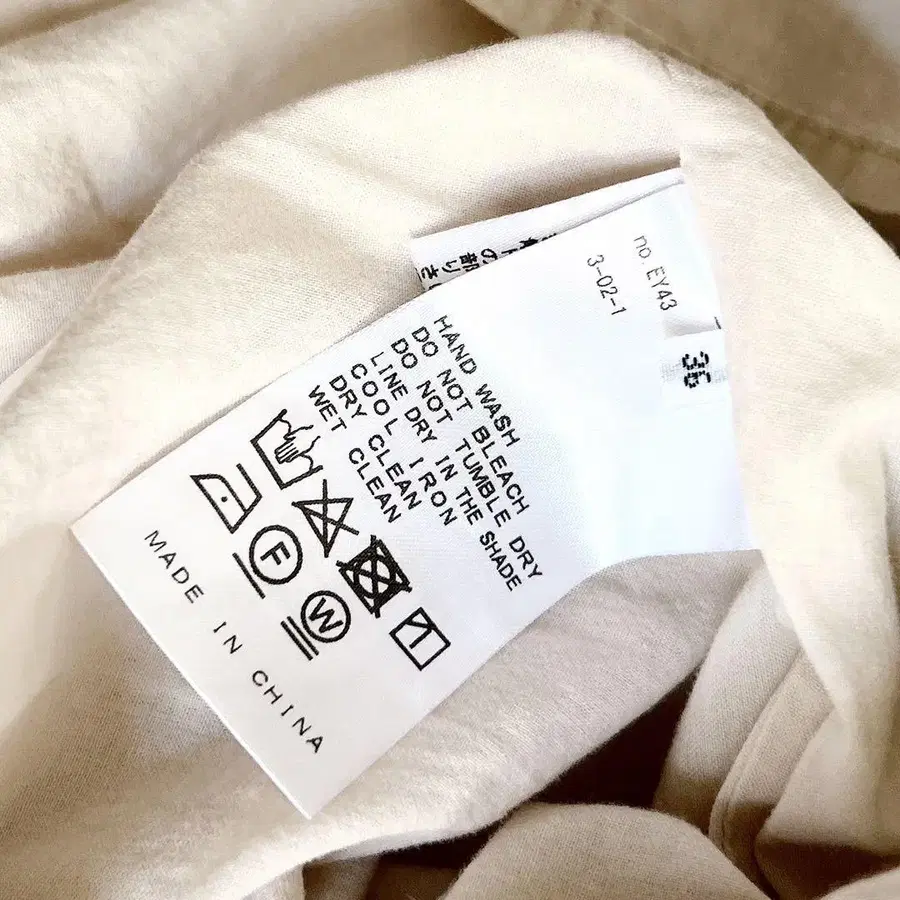 no. EY43
3-02-1
36
HAND WASH
DO NOT BLEACH
DO NOT TUMBLE DRY
LINE DRY IN THE SHADE
COOL IRON
DRY CLEAN
WET CLEAN
F
W
MADE IN CHINA